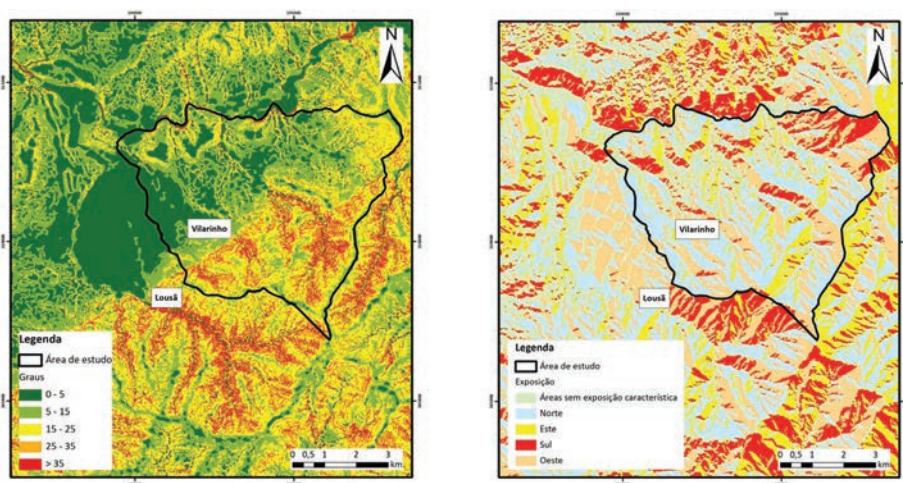 N
Vilarinho
Lousã
Legenda
Área de estudo
Graus
0 - 5
5 - 15
15 - 25
25 - 35
> 35
0 0,5 1 2 3
km
N
Vilarinho
Lousã
Legenda
Área de estudo
Exposição
Áreas sem exposição característica
Norte
Este
Sul
Oeste
0 0,5 1 2 3
km